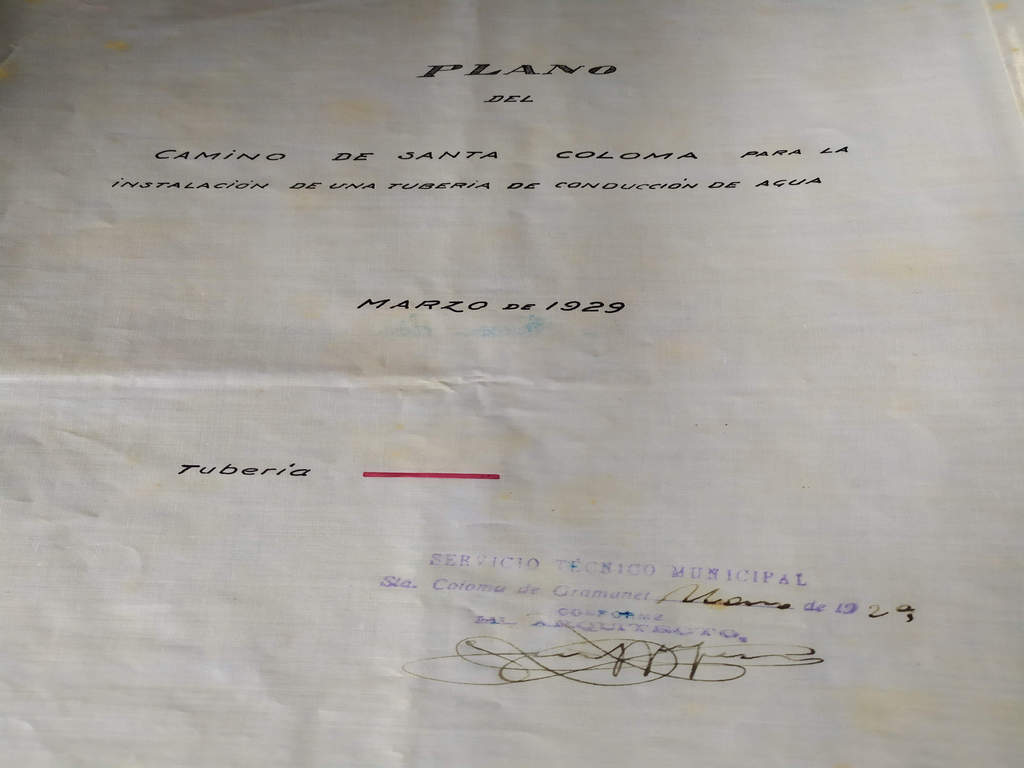 PLANO
DEL
CAMINO DE SANTA COLOMA PARA LA
INSTALACIÓN DE UNA TUBERIA DE CONDUCCIÓN DE AGUA
MARZO DE 1929
Tubería
SERVICIO TÉCNICO MUNICIPAL
Sta. Coloma de Gramanet Marzo de 1929
CONFORME
EL ARQUITECTO,